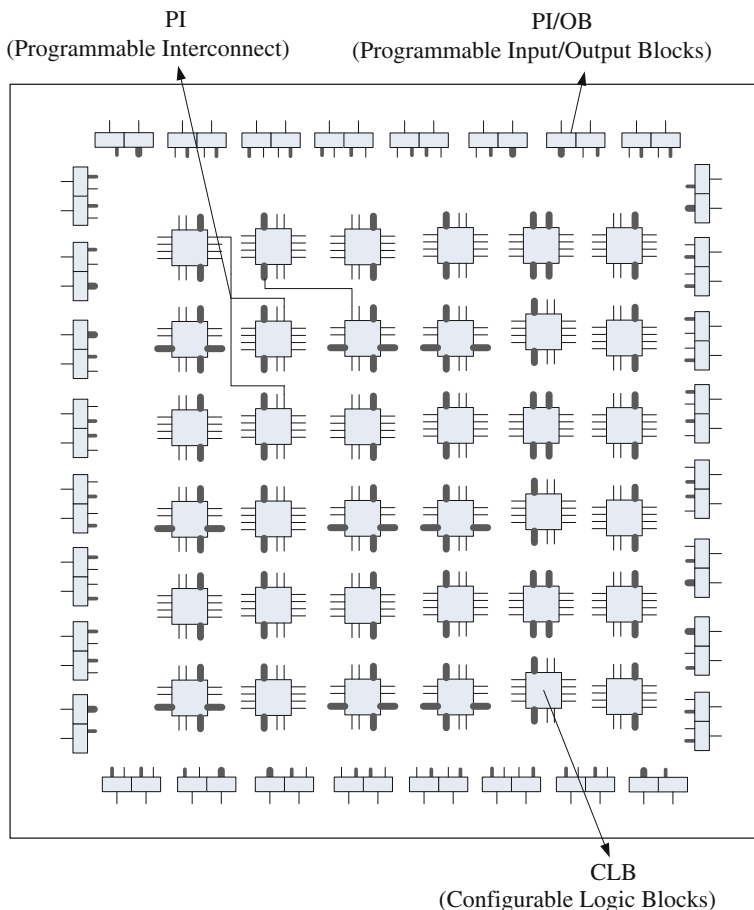 PI
(Programmable Interconnect)
PI/OB
(Programmable Input/Output Blocks)
CLB
(Configurable Logic Blocks)